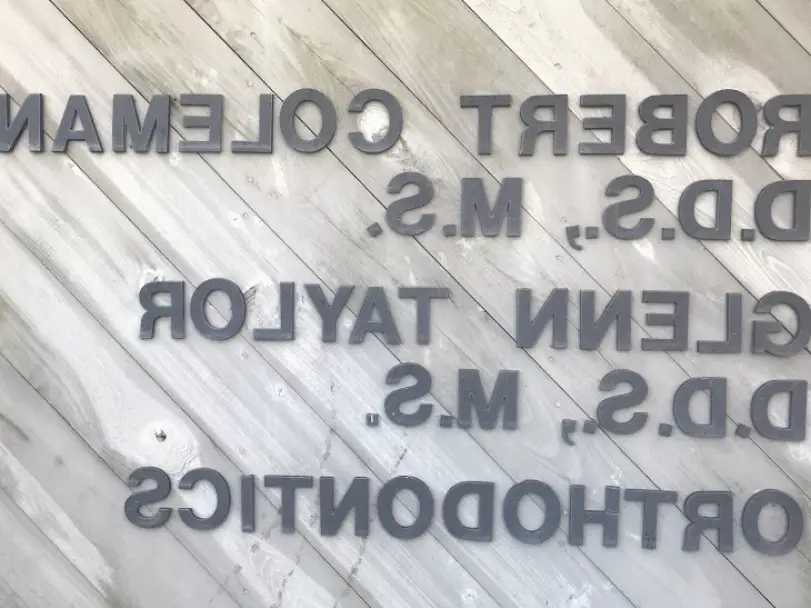 ROBERT COLEMAN
D.D.S., M.S.
GLENN TAYLOR
D.D.S., M.S.
ORTHODONTICS